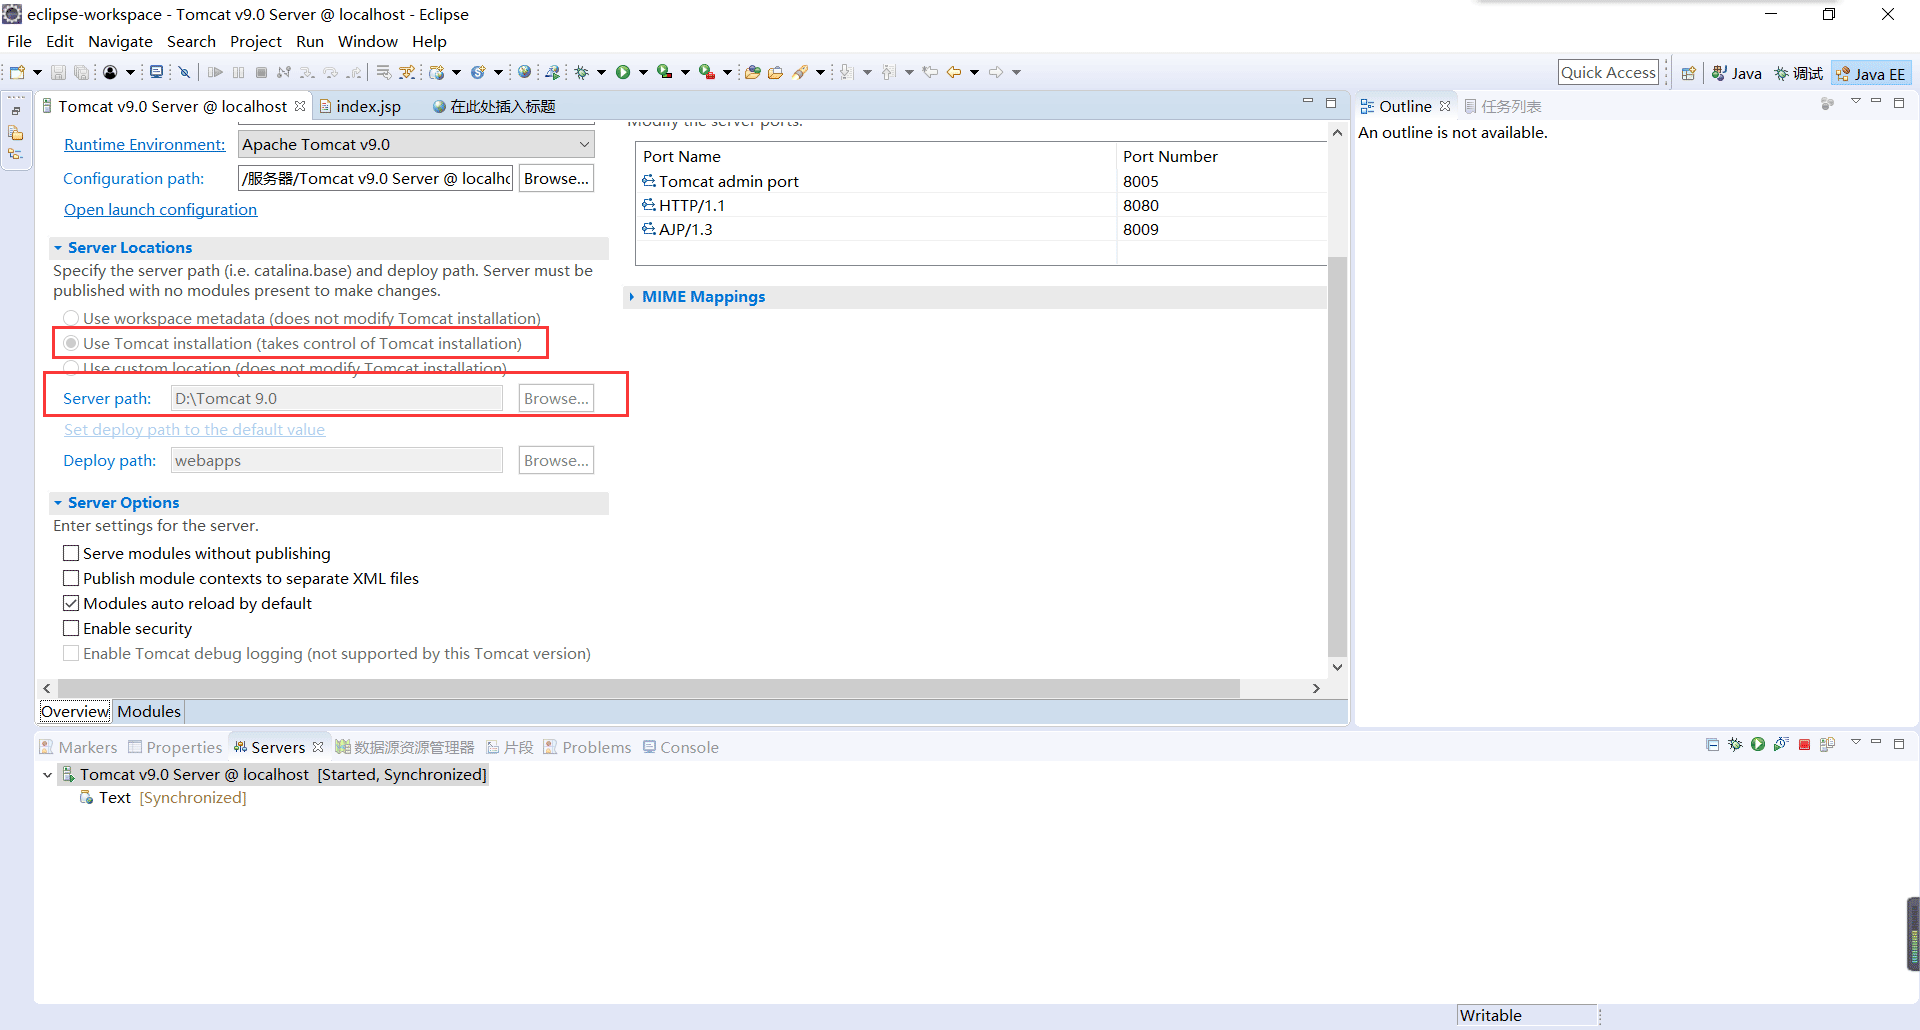 eclipse-workspace - Tomcat v9.0 Server @ localhost - Eclipse
File Edit Navigate Search Project Run Window Help
Quick Access Java 调试 Java EE
Tomcat v9.0 Server @ localhost index.jsp 在此处插入标题
Outline 任务列表
An outline is not available.
Modify the server ports.
Runtime Environment: Apache Tomcat v9.0
Configuration path: /服务器/Tomcat v9.0 Server @ localho Browse...
Open launch configuration
Port Name Port Number
Tomcat admin port 8005
HTTP/1.1 8080
AJP/1.3 8009
MIME Mappings
Server Locations
Specify the server path (i.e. catalina.base) and deploy path. Server must be
published with no modules present to make changes.
Use workspace metadata (does not modify Tomcat installation)
Use Tomcat installation (takes control of Tomcat installation)
Use custom location (does not modify Tomcat installation)
Server path: D:\Tomcat 9.0 Browse...
Set deploy path to the default value
Deploy path: webapps Browse...
Server Options
Enter settings for the server.
Serve modules without publishing
Publish module contexts to separate XML files
Modules auto reload by default
Enable security
Enable Tomcat debug logging (not supported by this Tomcat version)
Overview Modules
Markers Properties Servers 数据源资源管理器 片段 Problems Console
Tomcat v9.0 Server @ localhost [Started, Synchronized]
Text [Synchronized]
Writable